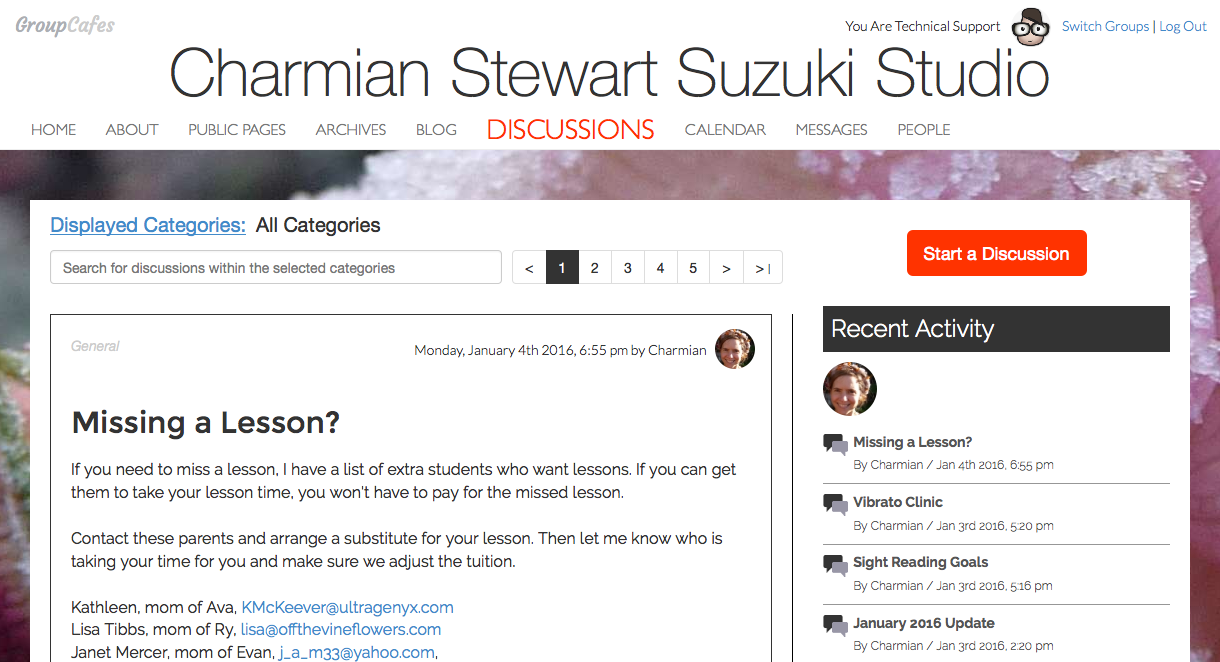 GroupCafes
You Are Technical Support
Switch Groups | Log Out
Charmian Stewart Suzuki Studio
HOME ABOUT PUBLIC PAGES ARCHIVES BLOG DISCUSSIONS CALENDAR MESSAGES PEOPLE
Displayed Categories: All Categories
Search for discussions within the selected categories
< 1 2 3 4 5 > >|
Start a Discussion
General
Monday, January 4th 2016, 6:55 pm by Charmian
Missing a Lesson?
If you need to miss a lesson, I have a list of extra students who want lessons. If you can get
them to take your lesson time, you won't have to pay for the missed lesson.
Contact these parents and arrange a substitute for your lesson. Then let me know who is
taking your time for you and make sure we adjust the tuition.
Kathleen, mom of Ava, KMcKeever@ultragenyx.com
Lisa Tibbs, mom of Ry, lisa@offthevineflowers.com
Janet Mercer, mom of Evan, j_a_m33@yahoo.com,
Recent Activity
Missing a Lesson?
By Charmian / Jan 4th 2016, 6:55 pm
Vibrato Clinic
By Charmian / Jan 3rd 2016, 5:20 pm
Sight Reading Goals
By Charmian / Jan 3rd 2016, 5:16 pm
January 2016 Update
By Charmian / Jan 3rd 2016, 2:20 pm